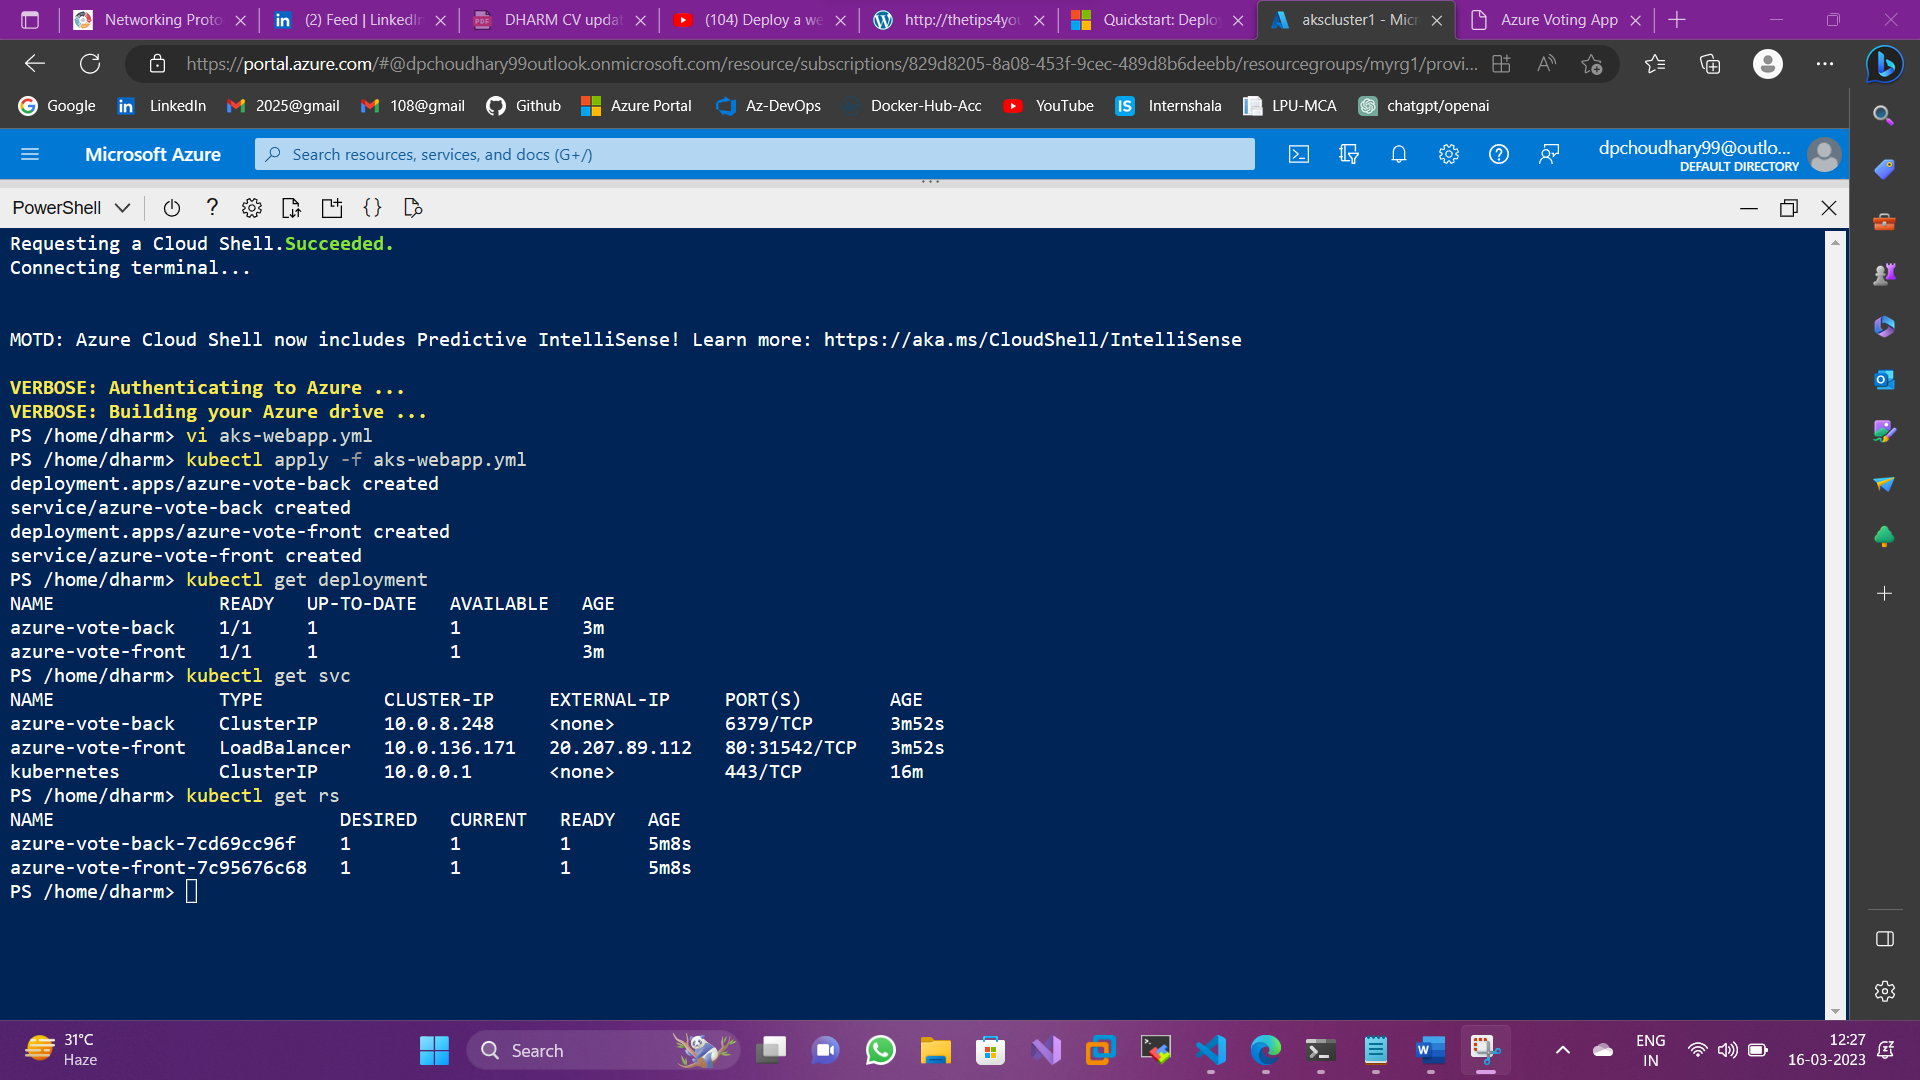 Networking Proto
(2) Feed | LinkedIn
DHARM CV updat
(104) Deploy a we
http://thetips4you
Quickstart: Deploy
akscluster1 - Micr
Azure Voting App
https://portal.azure.com/#@dpchoudhary99outlook.onmicrosoft.com/resource/subscriptions/829d8205-8a08-453f-9cec-489d8b6deebb/resourcegroups/myrg1/provi...
Google LinkedIn 2025@gmail 108@gmail Github Azure Portal Az-DevOps Docker-Hub-Acc YouTube Internshala LPU-MCA chatgpt/openai
Microsoft Azure
Search resources, services, and docs (G+/)
dpchoudhary99@outlo...
DEFAULT DIRECTORY
PowerShell
Requesting a Cloud Shell.Succeeded.
Connecting terminal...
MOTD: Azure Cloud Shell now includes Predictive IntelliSense! Learn more: https://aka.ms/CloudShell/IntelliSense
VERBOSE: Authenticating to Azure ...
VERBOSE: Building your Azure drive ...
PS /home/dharm> vi aks-webapp.yml
PS /home/dharm> kubectl apply -f aks-webapp.yml
deployment.apps/azure-vote-back created
service/azure-vote-back created
deployment.apps/azure-vote-front created
service/azure-vote-front created
PS /home/dharm> kubectl get deployment
NAME READY UP-TO-DATE AVAILABLE AGE
azure-vote-back 1/1 1 1 3m
azure-vote-front 1/1 1 1 3m
PS /home/dharm> kubectl get svc
NAME TYPE CLUSTER-IP EXTERNAL-IP PORT(S) AGE
azure-vote-back ClusterIP 10.0.8.248 <none> 6379/TCP 3m52s
azure-vote-front LoadBalancer 10.0.136.171 20.207.89.112 80:31542/TCP 3m52s
kubernetes ClusterIP 10.0.0.1 <none> 443/TCP 16m
PS /home/dharm> kubectl get rs
NAME DESIRED CURRENT READY AGE
azure-vote-back-7cd69cc96f 1 1 1 5m8s
azure-vote-front-7c95676c68 1 1 1 5m8s
PS /home/dharm>
31°C
Haze
Search
ENG
IN
12:27
16-03-2023